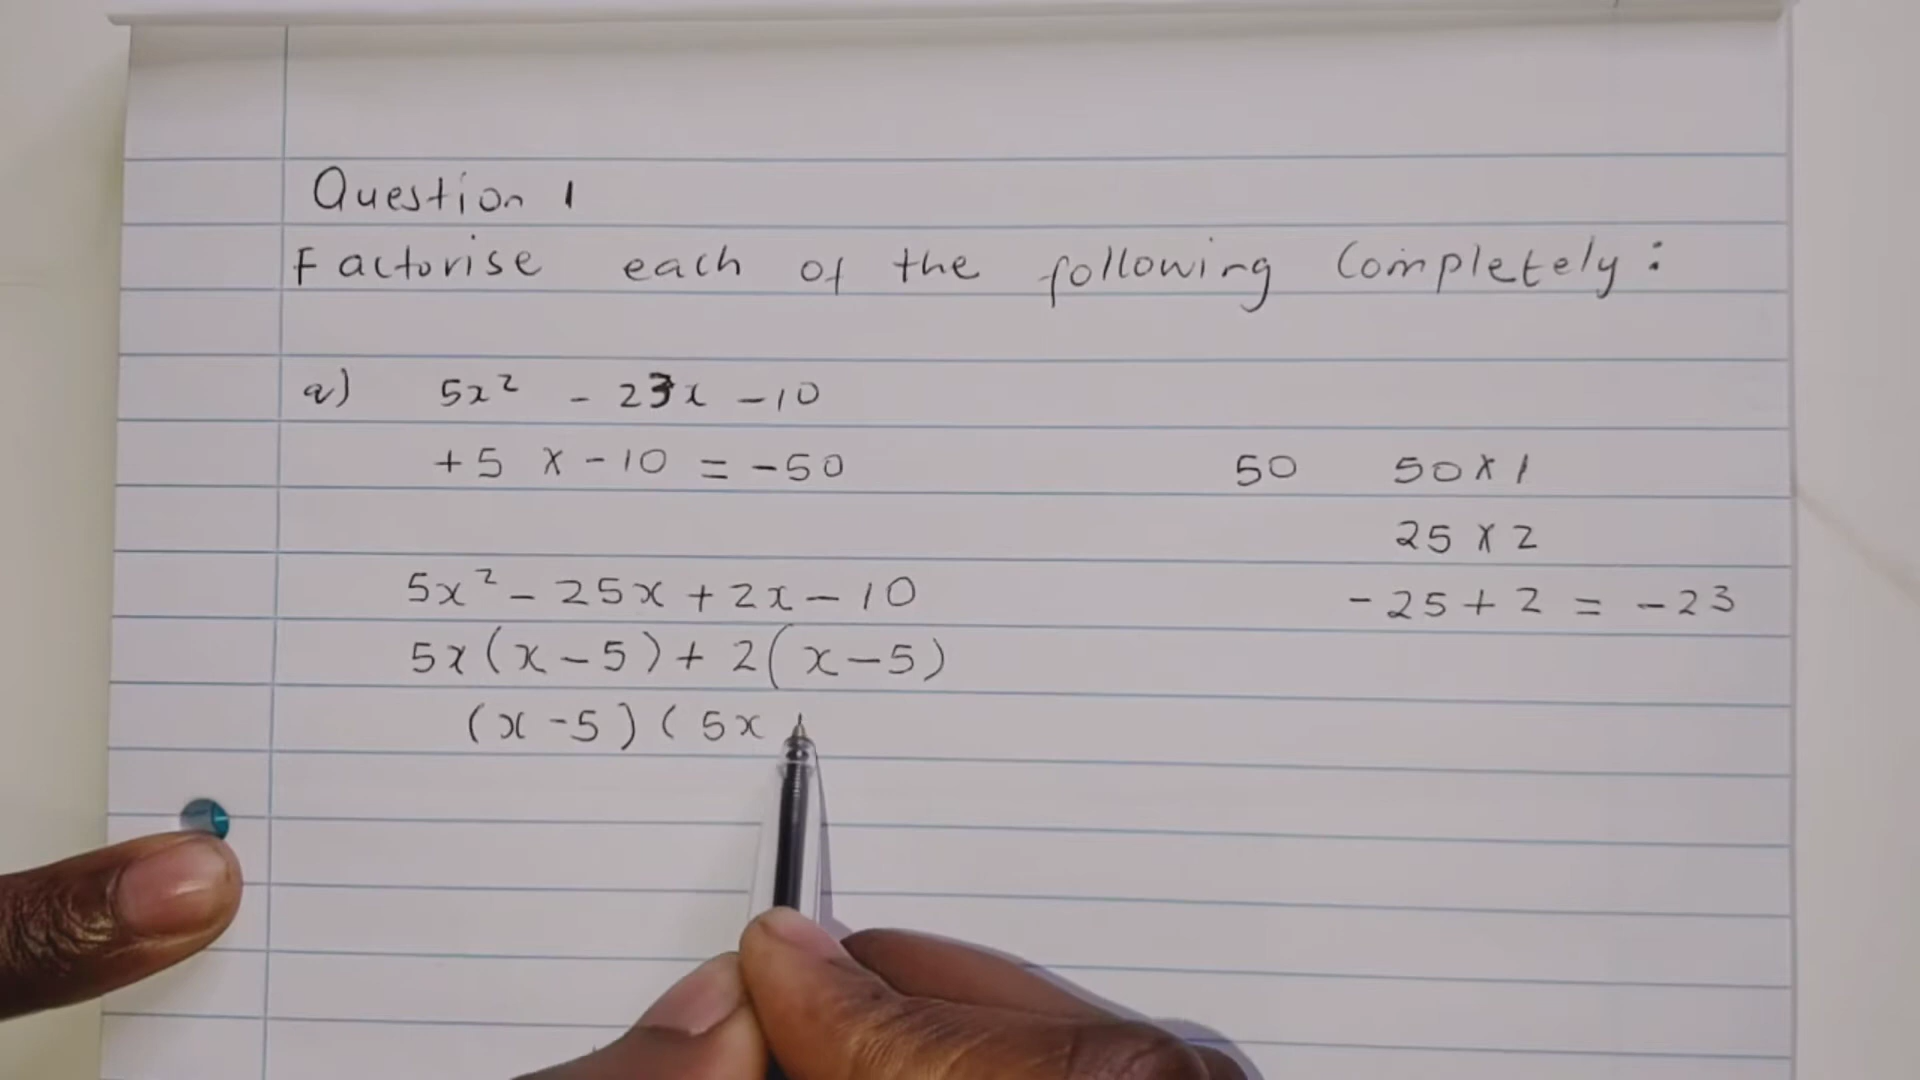 Question 1
Factorise each of the following Completely:
a) 5x² - 23x - 10
+5 x -10 = -50 50 50 x 1
25 x 2
5x² - 25x + 2x - 10 -25 + 2 = -23
5x(x - 5) + 2(x - 5)
(x - 5)(5x